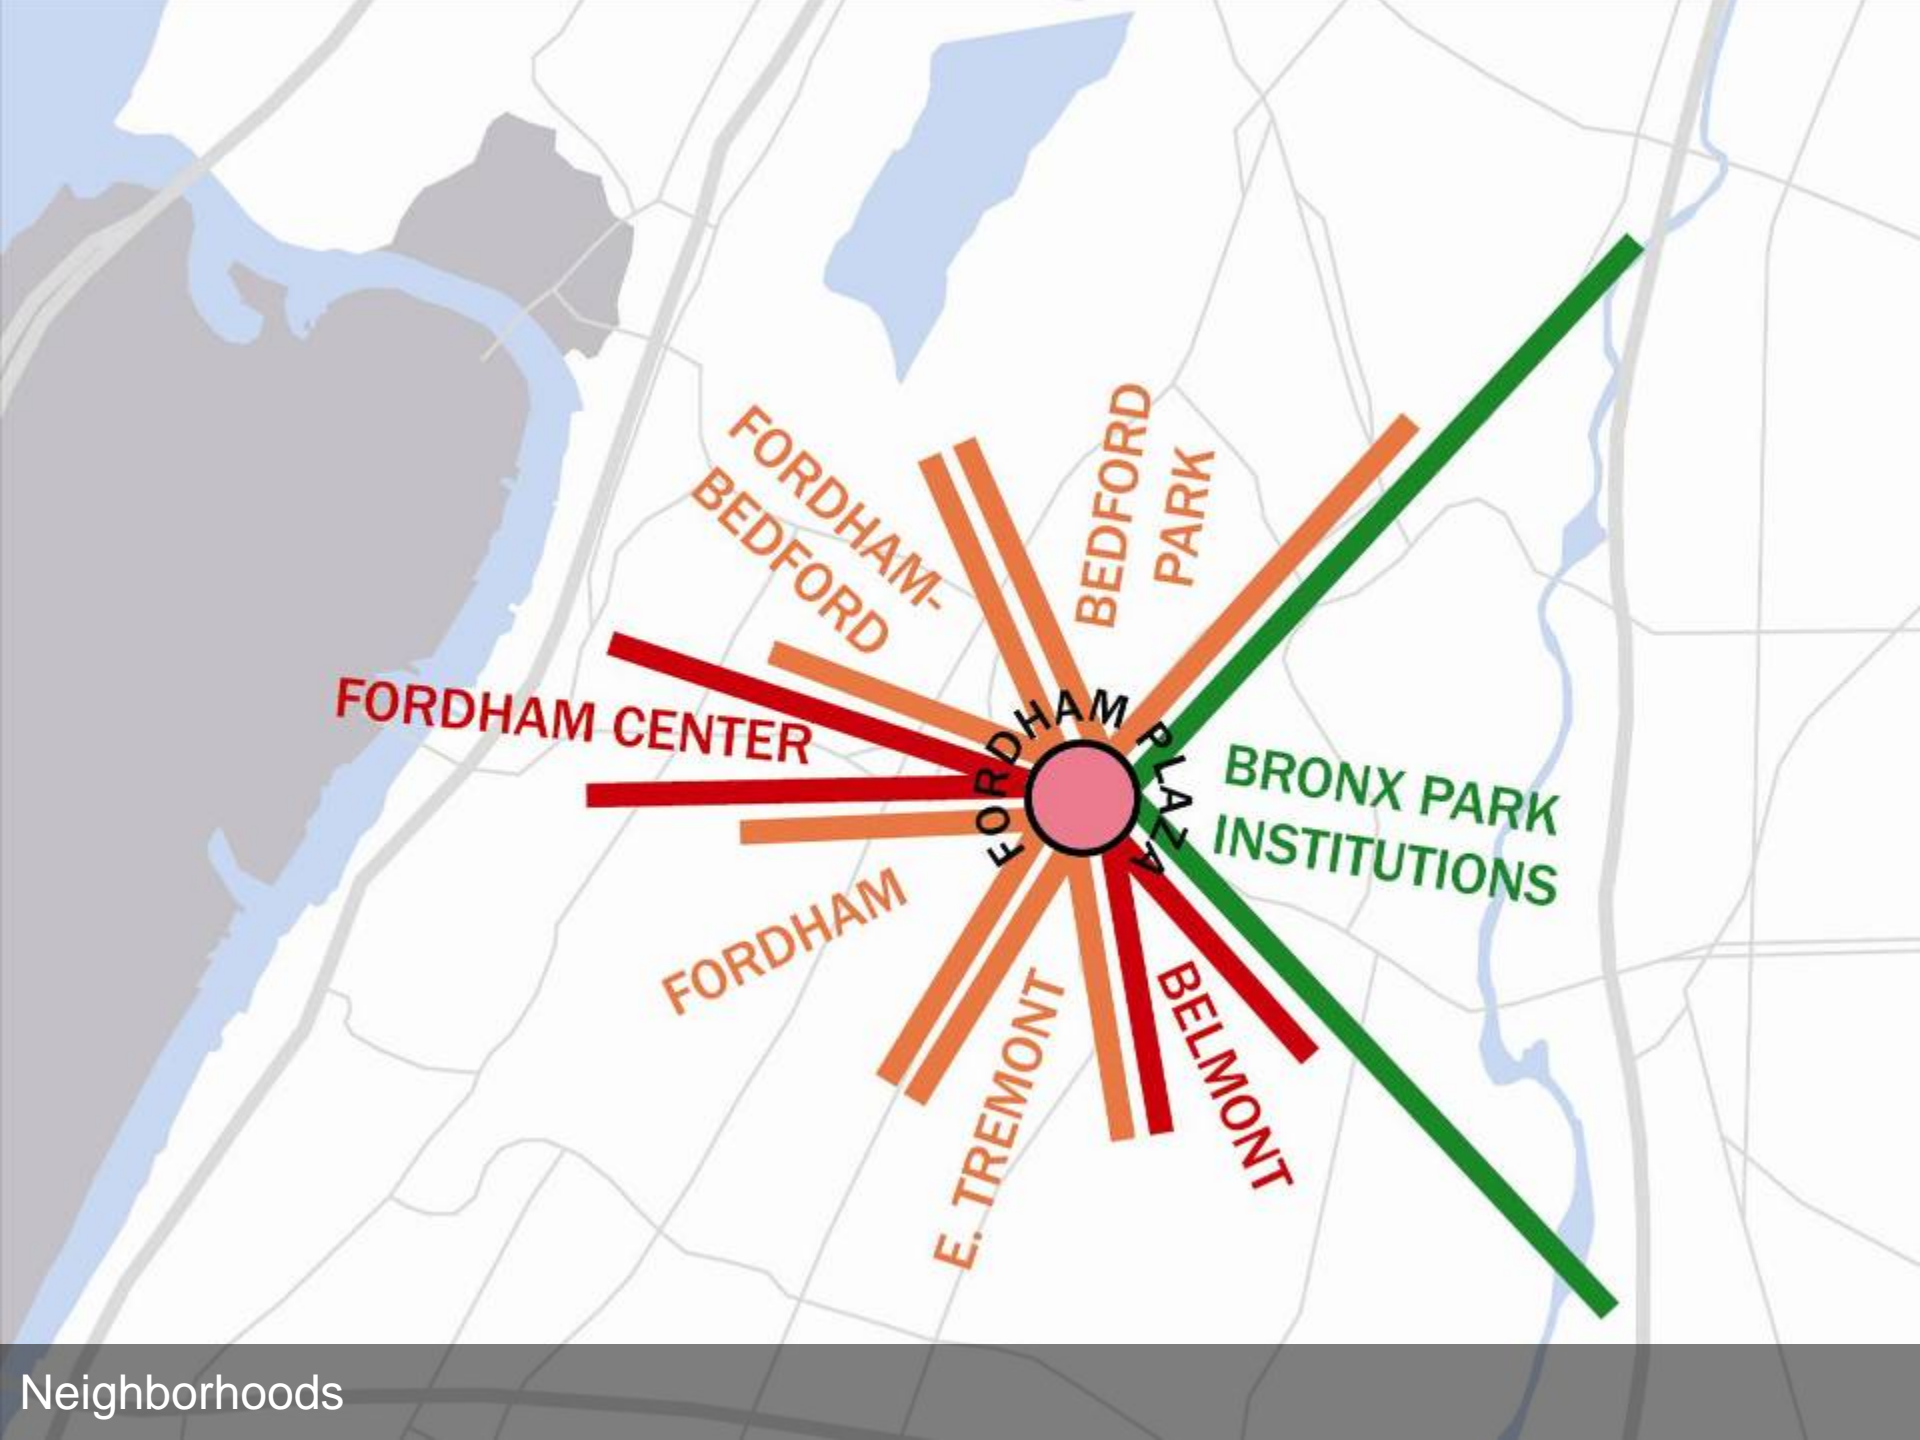 FORDHAM-
BEDFORD
BEDFORD
PARK
FORDHAM CENTER
FORDHAM PLAZA
BRONX PARK
INSTITUTIONS
FORDHAM
E. TREMONT
BELMONT
Neighborhoods